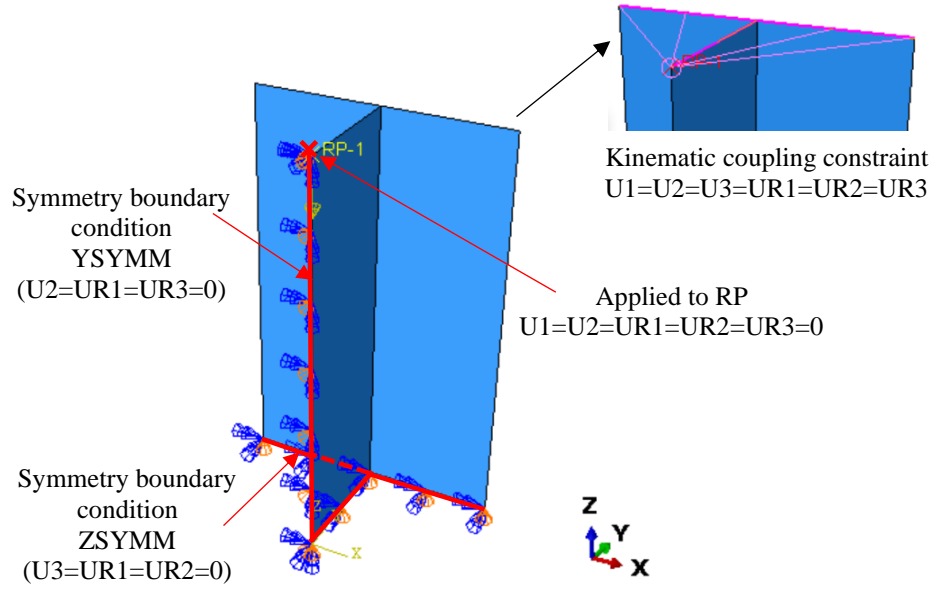 Kinematic coupling constraint
U1=U2=U3=UR1=UR2=UR3
RP-1
Symmetry boundary
condition
YSYMM
(U2=UR1=UR3=0)
Applied to RP
U1=U2=UR1=UR2=UR3=0
Symmetry boundary
condition
ZSYMM
(U3=UR1=UR2=0)
Z
X
Z
Y
X